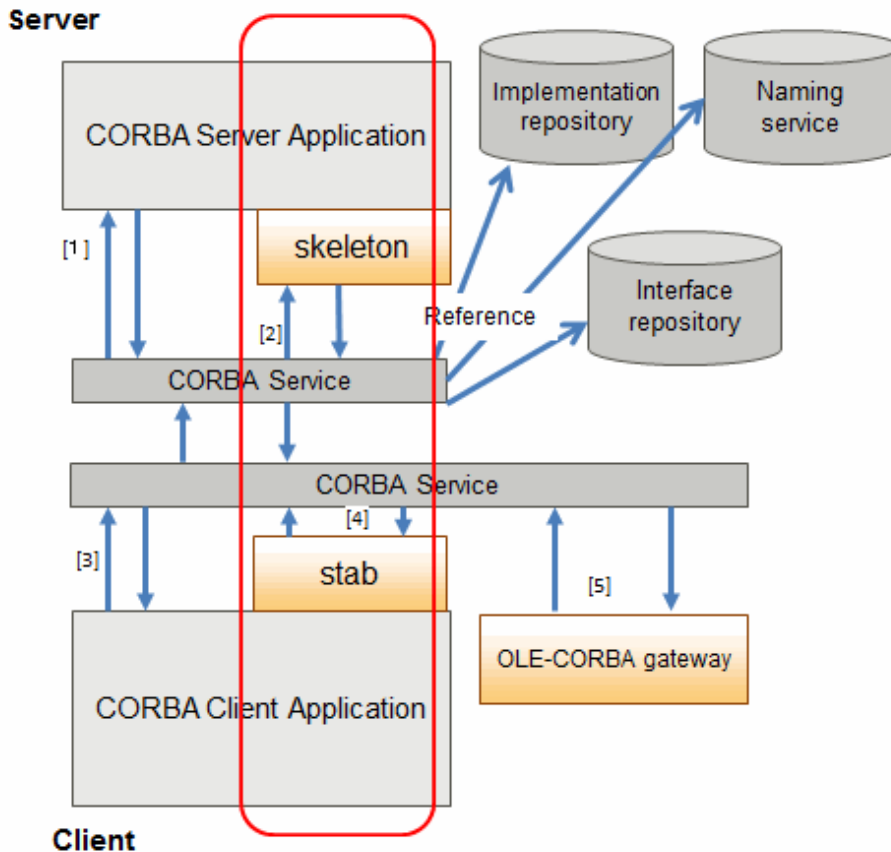 Server
CORBA Server Application
Implementation
repository
Naming
service
[1 ]
skeleton
[2]
Reference
Interface
repository
CORBA Service
CORBA Service
[3]
[4]
stab
[5]
OLE-CORBA gateway
CORBA Client Application
Client